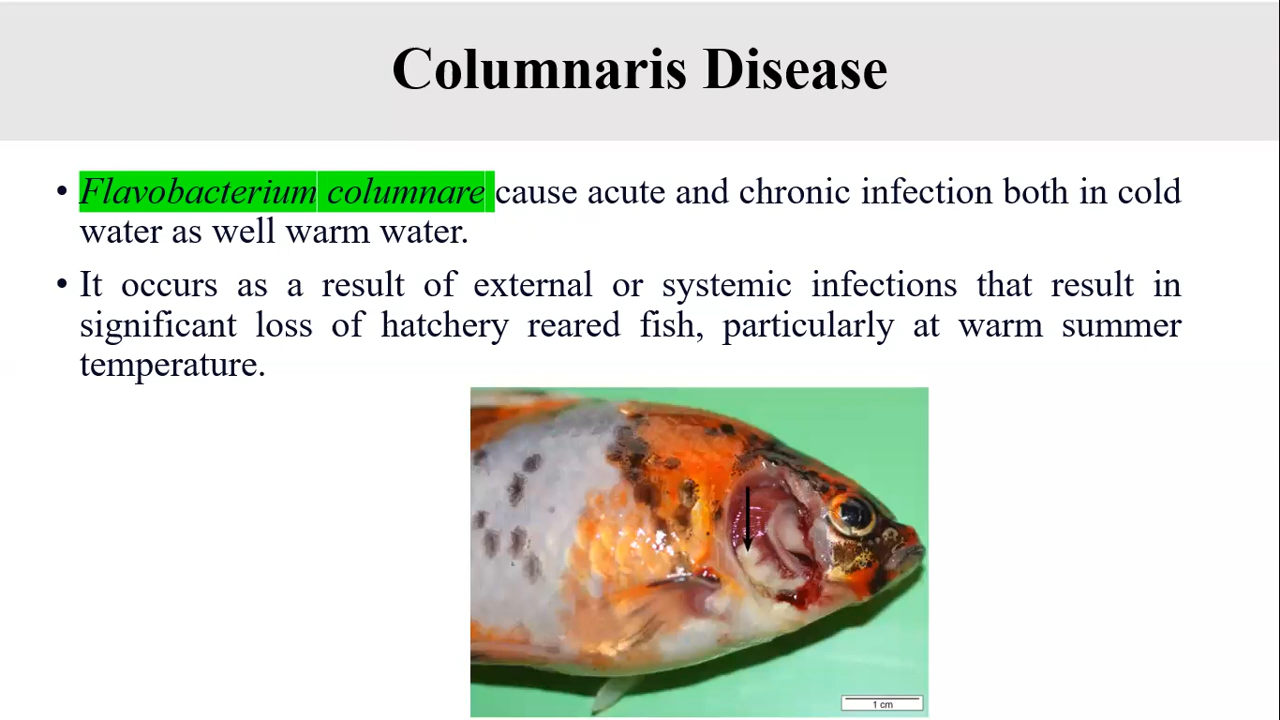 Columnaris Disease
• Flavobacterium columnare cause acute and chronic infection both in cold
water as well warm water.
• It occurs as a result of external or systemic infections that result in
significant loss of hatchery reared fish, particularly at warm summer
temperature.
1 cm